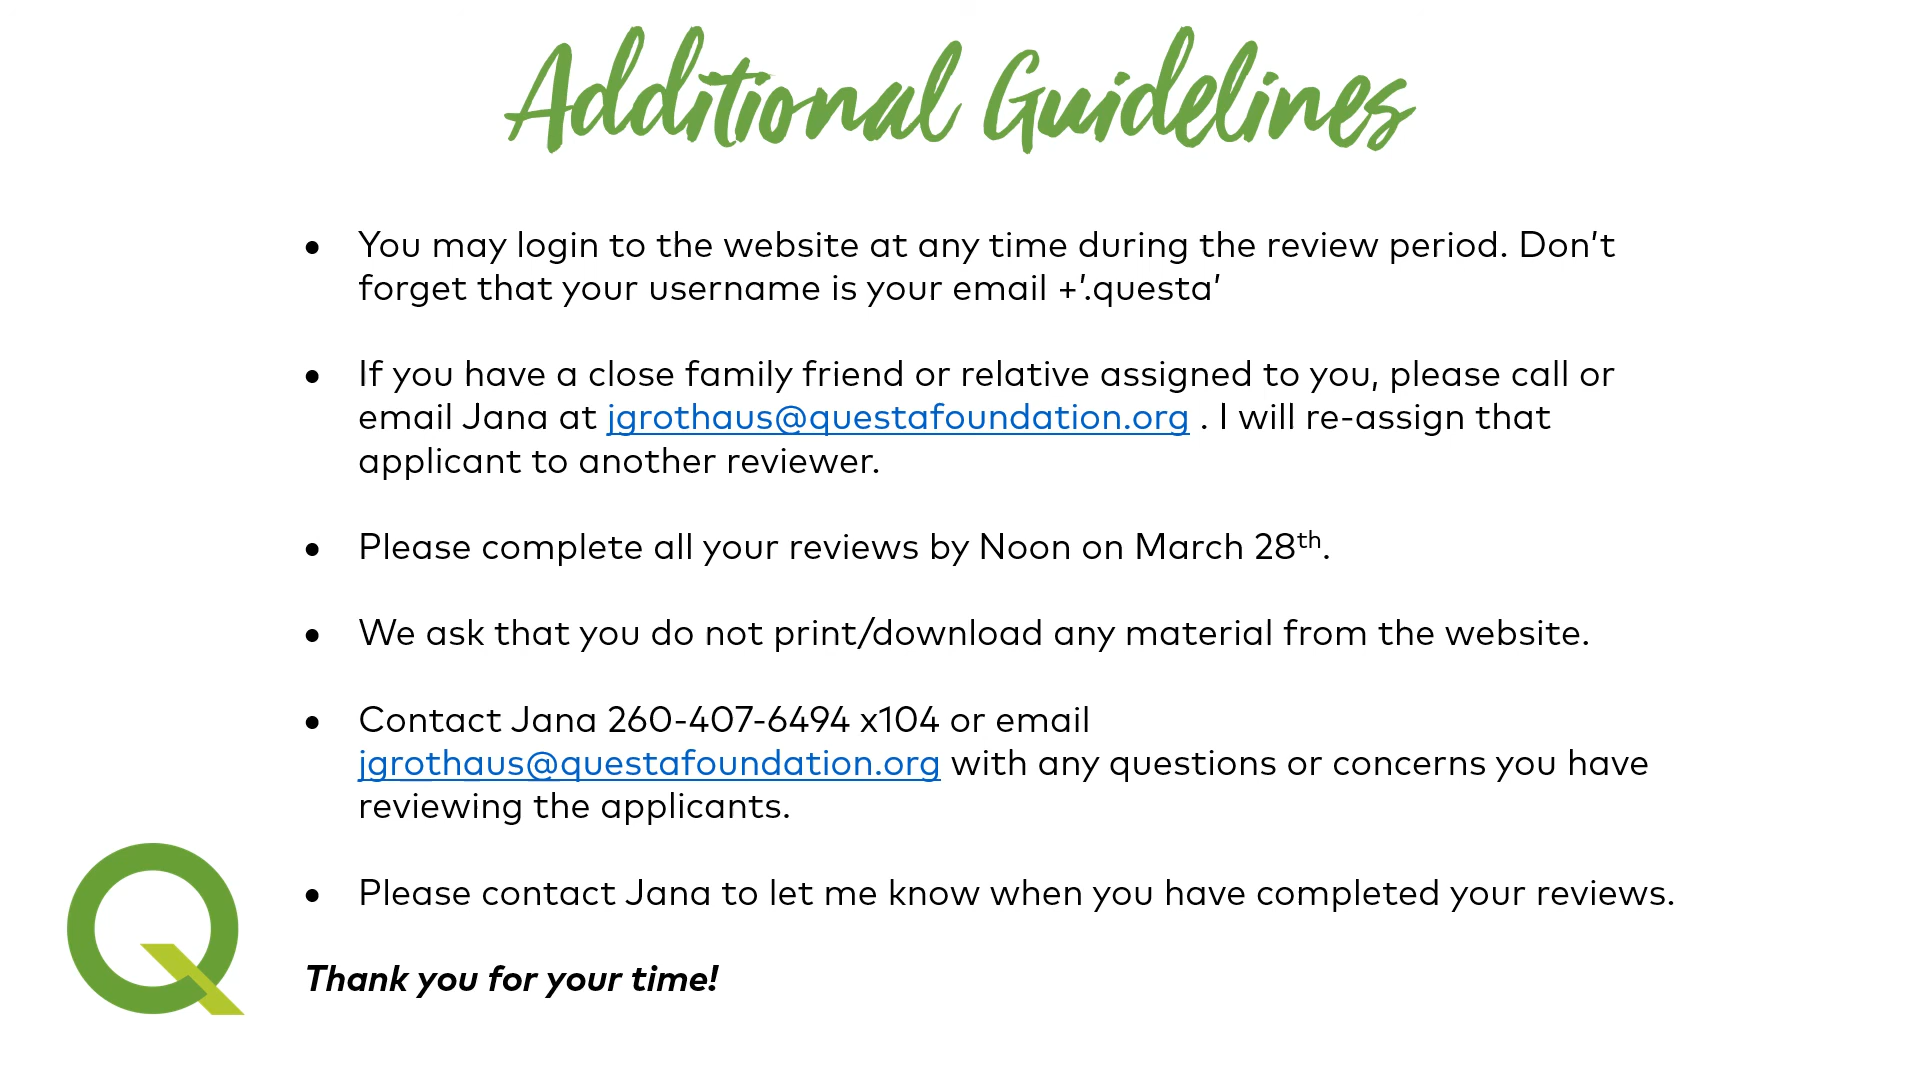 Additional Guidelines
• You may login to the website at any time during the review period. Don’t
forget that your username is your email +’.questa’
• If you have a close family friend or relative assigned to you, please call or
email Jana at jgrothaus@questafoundation.org . I will re-assign that
applicant to another reviewer.
• Please complete all your reviews by Noon on March 28th.
• We ask that you do not print/download any material from the website.
• Contact Jana 260-407-6494 x104 or email
jgrothaus@questafoundation.org with any questions or concerns you have
reviewing the applicants.
• Please contact Jana to let me know when you have completed your reviews.
Thank you for your time!